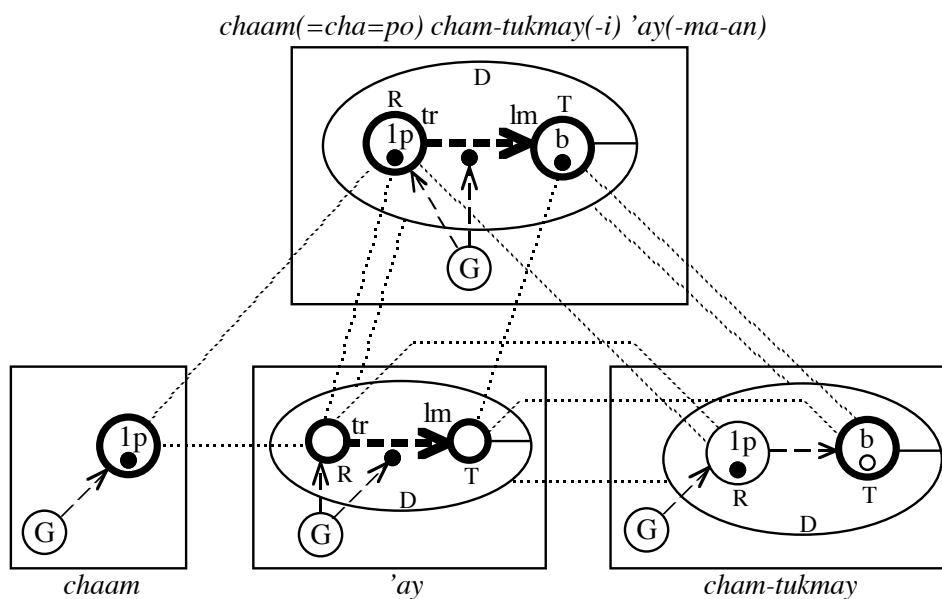 chaam(=cha=po) cham-tukmay(-i) 'ay(-ma-an)
D
R
T
tr
lm
1p
b
G
1p
tr
lm
1p
b
R
T
R
T
G
G
G
D
D
chaam
'ay
cham-tukmay